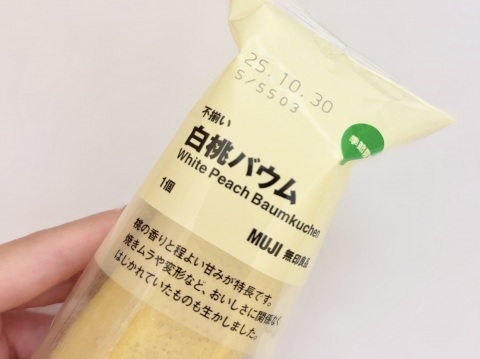 25.10.30
S/5503
季節限
不揃い
白桃バウム
White Peach Baumkuchen
1個
MUJI 無印良品
桃の香りと程よい甘みが特長です。
焼きムラや変形など、おいしさに関係なく
はじかれていたものも生かしました。